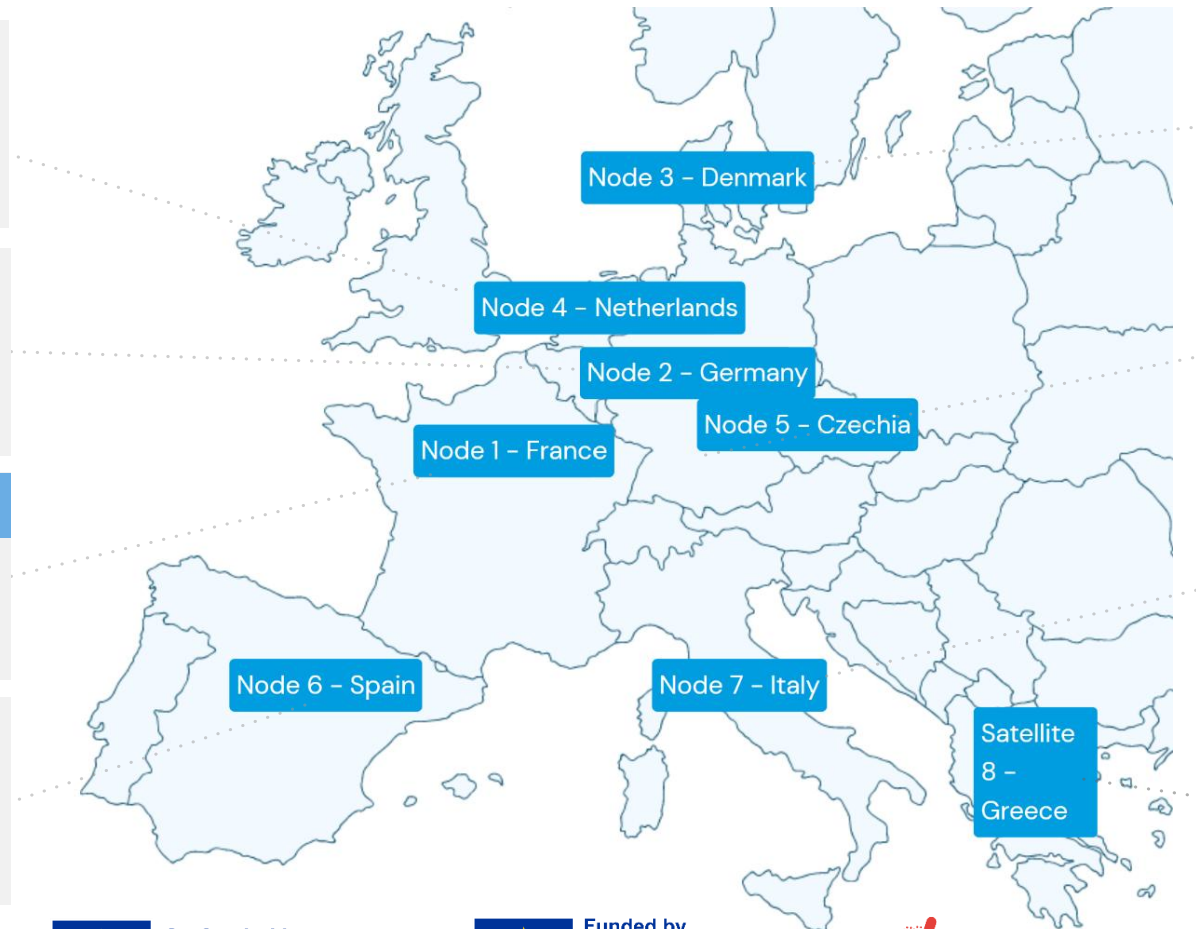 Node 3 – Denmark
Node 4 – Netherlands
Node 2 – Germany
Node 5 – Czechia
Node 1 – France
Node 6 – Spain
Node 7 – Italy
Satellite
8 –
Greece
Funded by